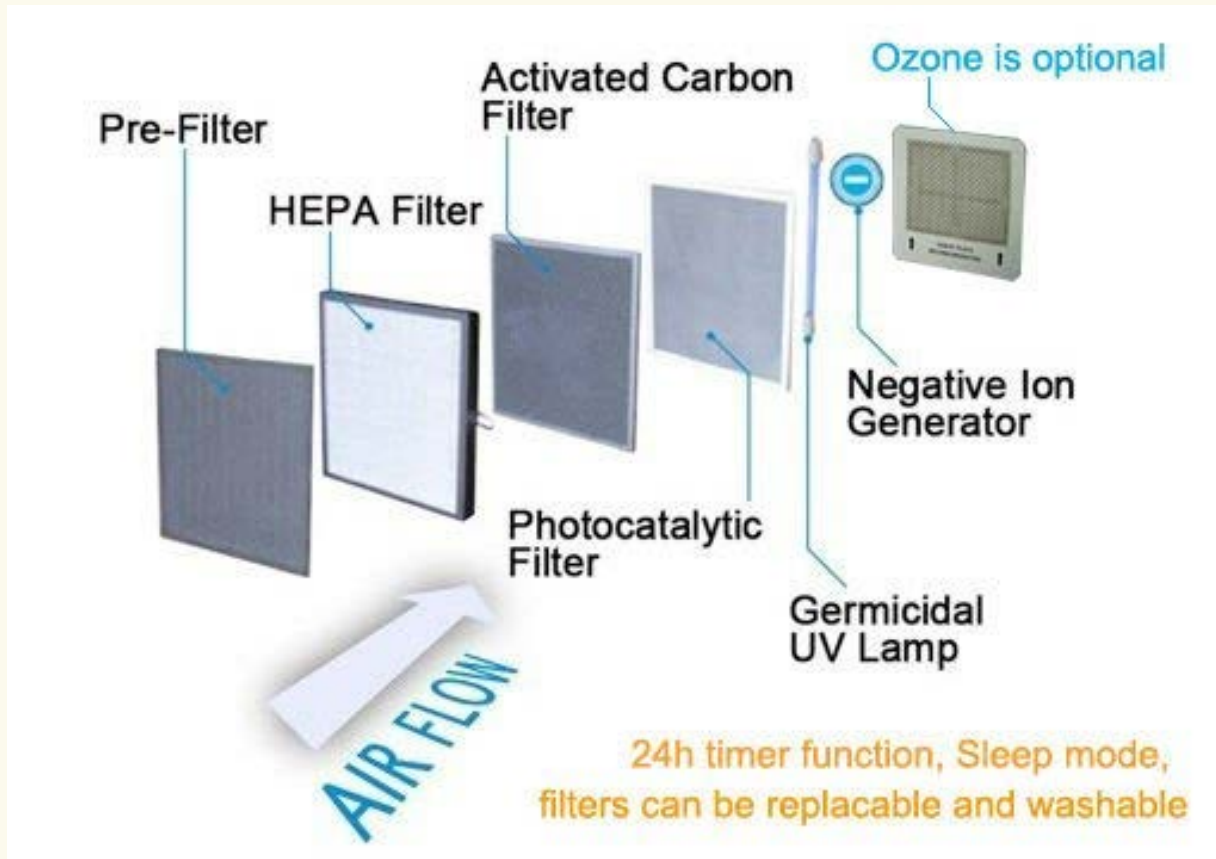 Ozone is optional
Activated Carbon
Filter
Pre-Filter
HEPA Filter
Negative Ion
Generator
Photocatalytic
Filter
Germicidal
UV Lamp
AIR FLOW
24h timer function, Sleep mode,
filters can be replacable and washable